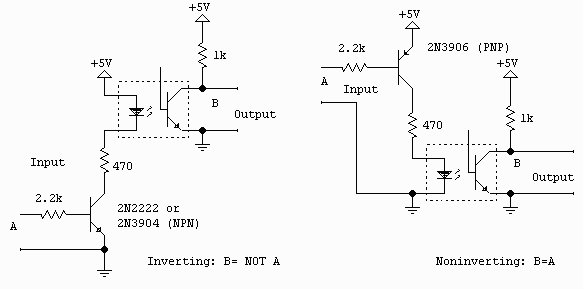 +5V
1k
+5V
B
Output
Input
470
2.2k
A
2N2222 or
2N3904 (NPN)
Inverting: B= NOT A
+5V
2.2k
2N3906 (PNP)
A
Input
+5V
1k
470
B
Output
Noninverting: B=A